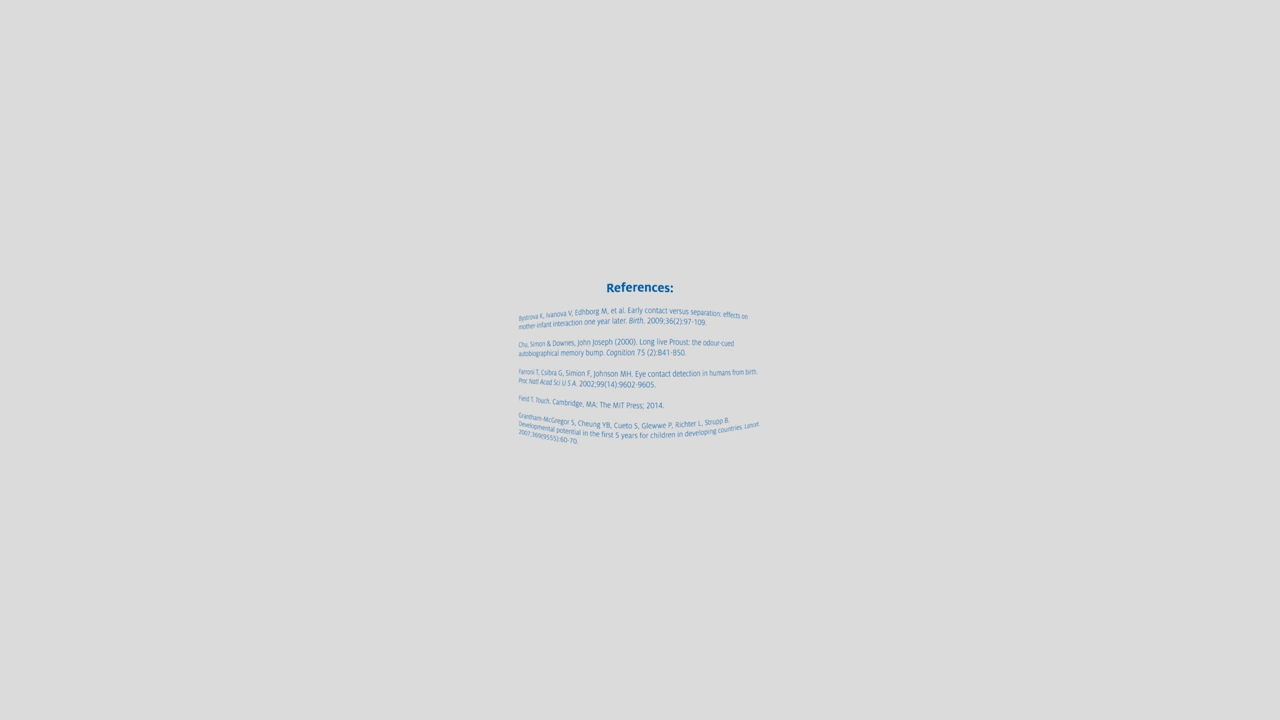 References:
Bystrova K, Ivanova V, Edhborg M, et al. Early contact versus separation: effects on
mother-infant interaction one year later. Birth. 2009;36(2):97-109.
Chu, Simon & Downes, John Joseph (2000). Long live Proust: the odour-cued
autobiographical memory bump. Cognition 75 (2):B41-B50.
Farroni T, Csibra G, Simion F, Johnson MH. Eye contact detection in humans from birth.
Proc Natl Acad Sci U S A. 2002;99(14):9602-9605.
Field T. Touch. Cambridge, MA: The MIT Press; 2014.
Grantham-McGregor S, Cheung YB, Cueto S, Glewwe P, Richter L, Strupp B.
Developmental potential in the first 5 years for children in developing countries. Lancet.
2007;369(9555):60-70.